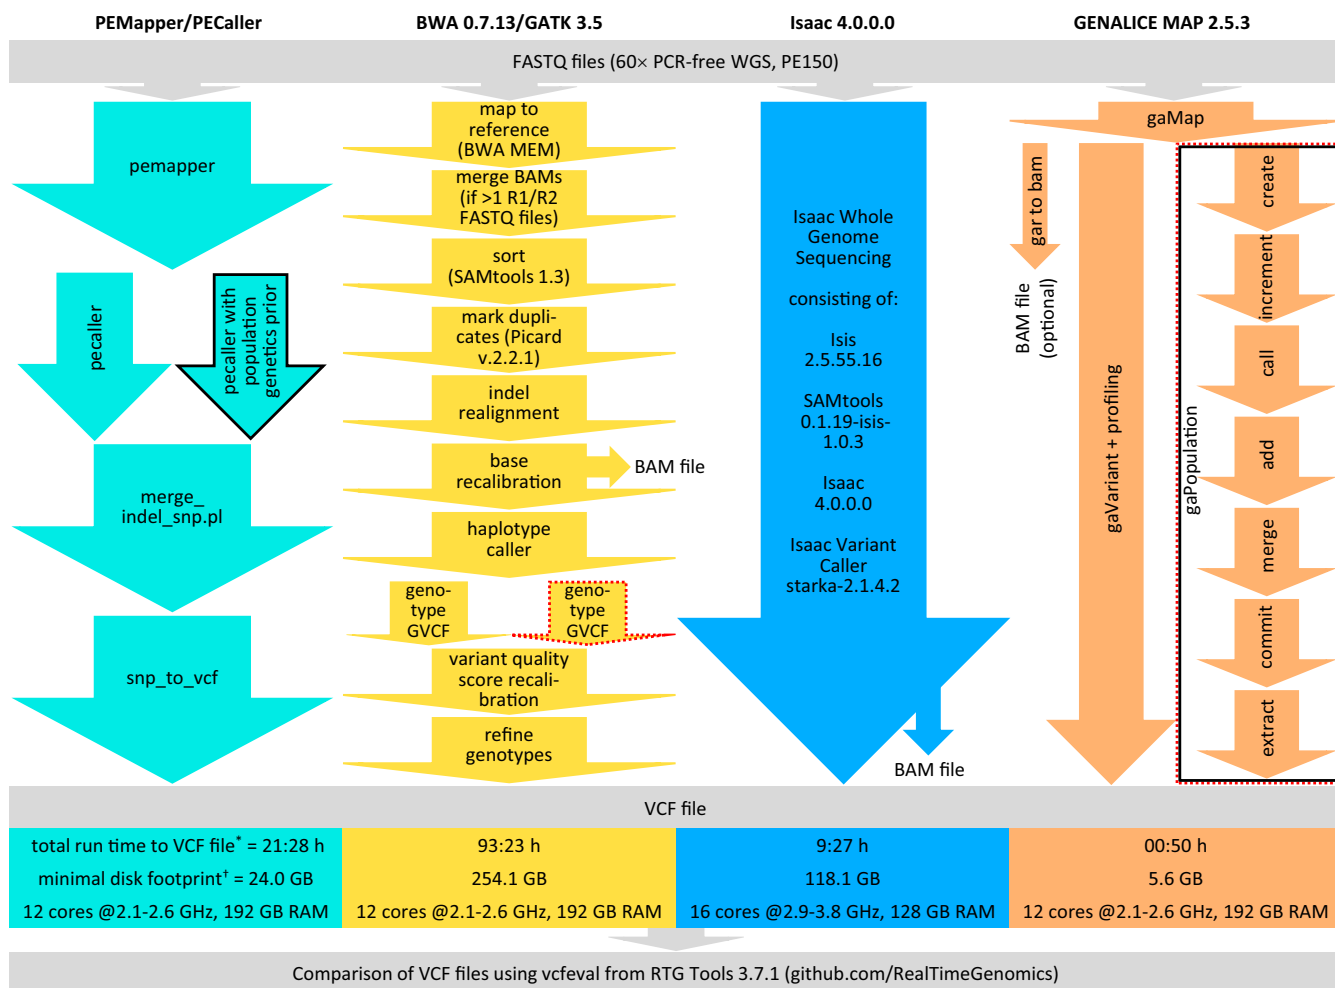 PEMapper/PECaller
BWA 0.7.13/GATK 3.5
Isaac 4.0.0.0
GENALICE MAP 2.5.3
FASTQ files (60× PCR-free WGS, PE150)
pemapper
pecaller
pecaller with
population
genetics prior
merge_
indel_snp.pl
snp_to_vcf
map to
reference
(BWA MEM)
merge BAMs
(if >1 R1/R2
FASTQ files)
sort
(SAMtools 1.3)
mark dupli-
cates (Picard
v.2.2.1)
indel
realignment
base
recalibration
BAM file
haplotype
caller
geno-
type
GVCF
geno-
type
GVCF
variant quality
score recali-
bration
refine
genotypes
Isaac Whole
Genome
Sequencing
consisting of:
Isis
2.5.55.16
SAMtools
0.1.19-isis-
1.0.3
Isaac
4.0.0.0
Isaac Variant
Caller
starka-2.1.4.2
BAM file
gaMap
gar to bam
BAM file
(optional)
gaVariant + profiling
gaPopulation
create
increment
call
add
merge
commit
extract
VCF file
total run time to VCF file* = 21:28 h
93:23 h
9:27 h
00:50 h
minimal disk footprint† = 24.0 GB
254.1 GB
118.1 GB
5.6 GB
12 cores @2.1-2.6 GHz, 192 GB RAM
12 cores @2.1-2.6 GHz, 192 GB RAM
16 cores @2.9-3.8 GHz, 128 GB RAM
12 cores @2.1-2.6 GHz, 192 GB RAM
Comparison of VCF files using vcfeval from RTG Tools 3.7.1 (github.com/RealTimeGenomics)